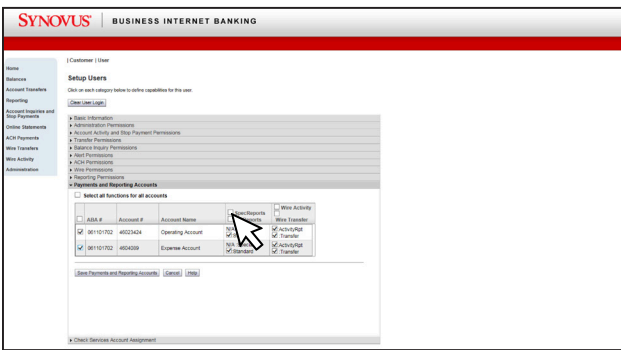 SYNOVUS® | BUSINESS INTERNET BANKING
| Customer | User
Home
Balances
Account Transfers
Reporting
Account Inquiries and
Stop Payments
Online Statements
ACH Payments
Wire Transfers
Wire Activity
Administration
Setup Users
Click on each category below to define capabilities for this user.
Clear User Login
Basic Information
Administration Permissions
Account Activity and Stop Payment Permissions
Transfer Permissions
Balance Inquiry Permissions
Alert Permissions
ACH Permissions
Wire Permissions
Reporting Permissions
Payments and Reporting Accounts
Select all functions for all accounts
ABA # Account # Account Name SpecReports Wire Activity
Wire Transfer
061101702 46023424 Operating Account N/A ActivityRpt
Transfer
061101702 4604039 Expense Account N/A ActivityRpt
Standard Transfer
Save Payments and Reporting Accounts Cancel Help
Check Services Account Assignment